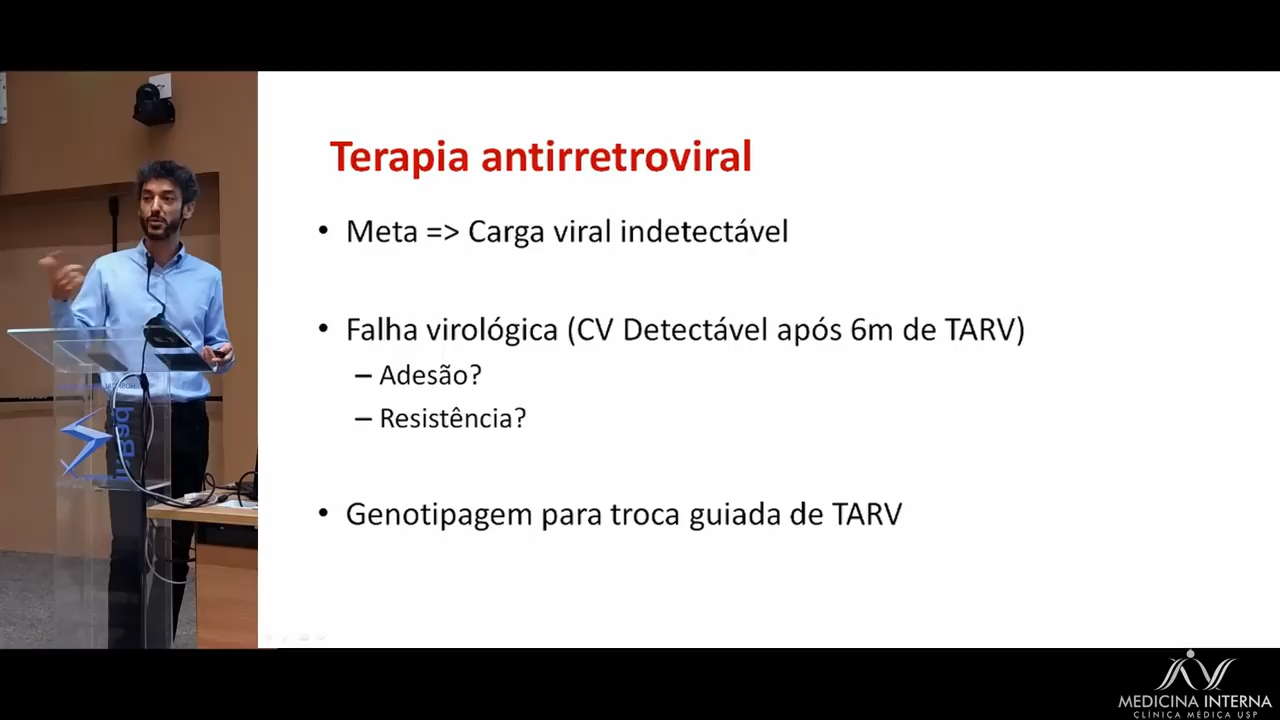 Terapia antirretroviral
• Meta => Carga viral indetectável
• Falha virológica (CV Detectável após 6m de TARV)
– Adesão?
– Resistência?
• Genotipagem para troca guiada de TARV
MEDICINA INTERNA
CLÍNICA MÉDICA USP